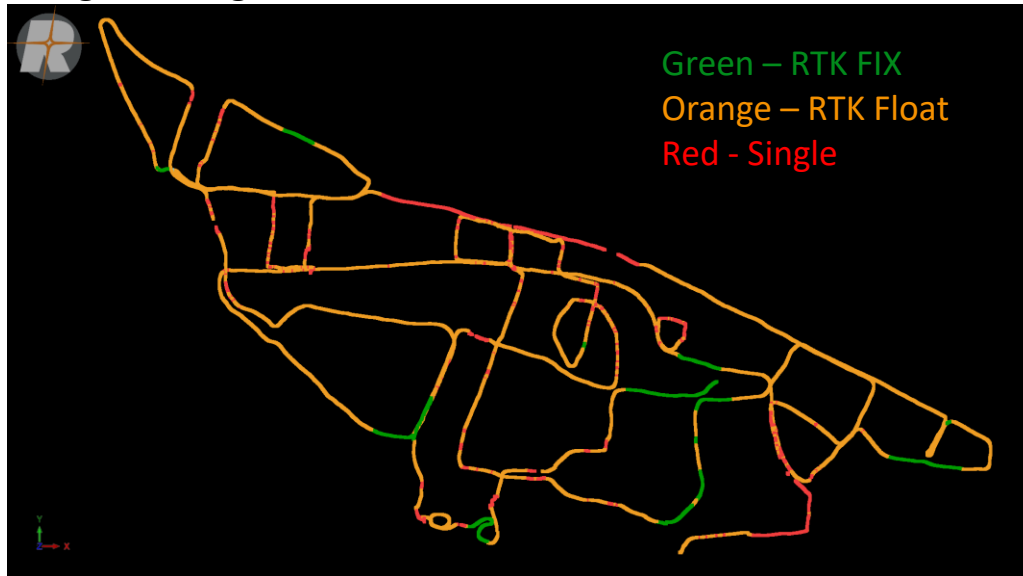 R
Green – RTK FIX
Orange – RTK Float
Red - Single
Y
Z X